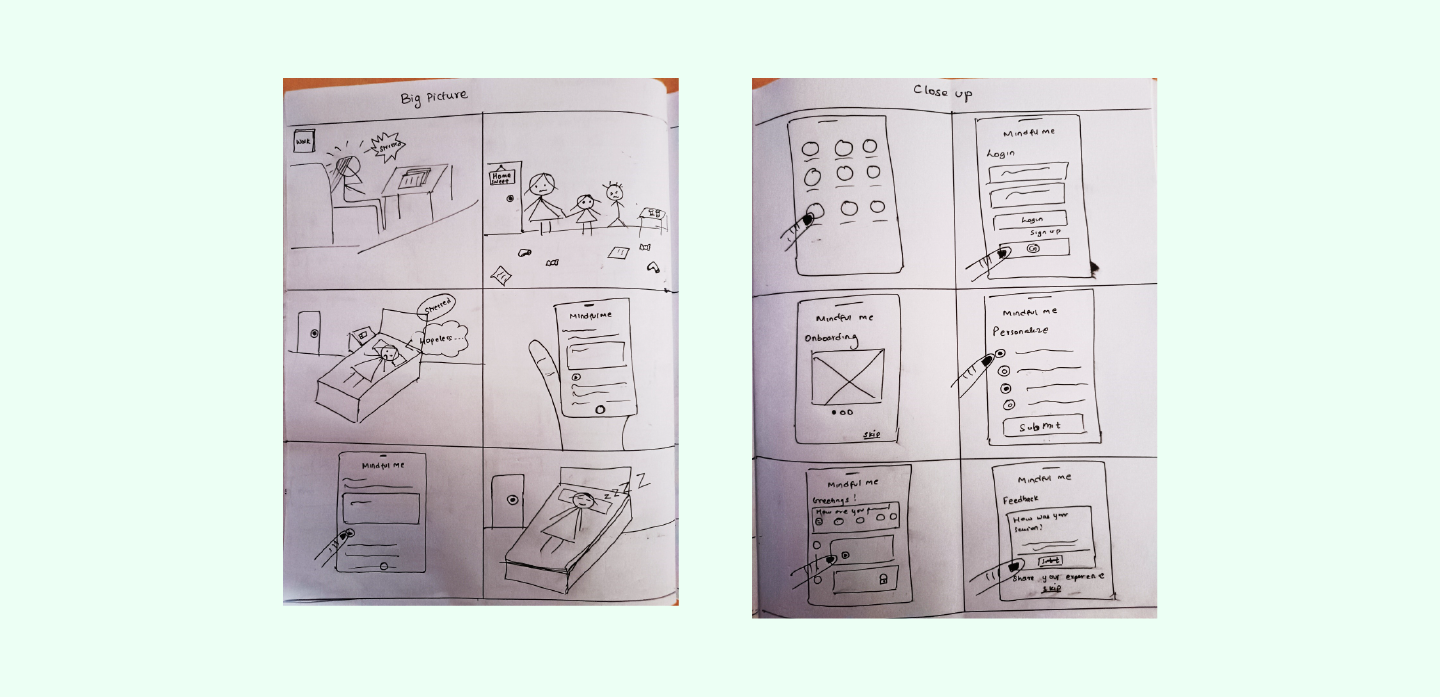 Big Picture
Work
Stress
Home
Sweet
Stressed
Hopeless...
Mindful me
Mindful me
z z z z Z
Close up
Mindful me
Login
Login
Sign up
G
Mindful me
Onboarding
Skip
Mindful me
Personalize
Submit
Mindful me
Greetings!
How are you
Mindful me
Feedback
How was your
Share your experience
Skip